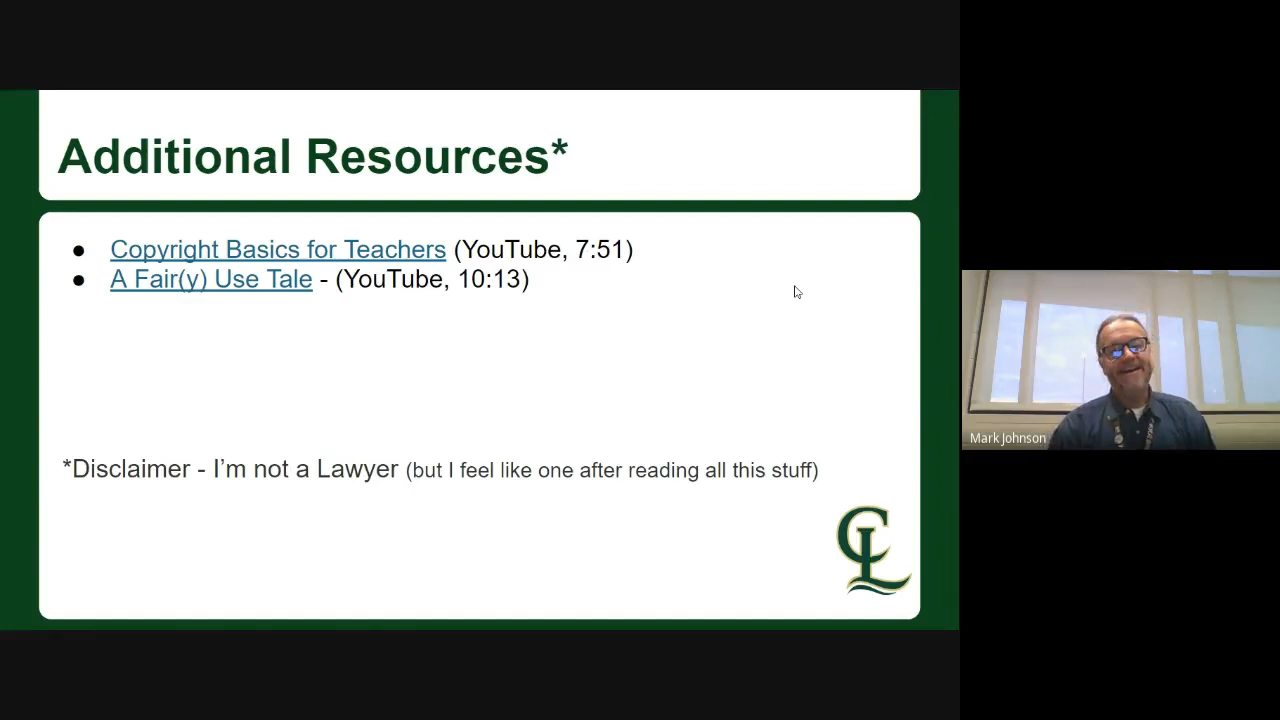 Additional Resources*
● Copyright Basics for Teachers (YouTube, 7:51)
● A Fair(y) Use Tale - (YouTube, 10:13)
*Disclaimer - I’m not a Lawyer (but I feel like one after reading all this stuff)
CL
Mark Johnson